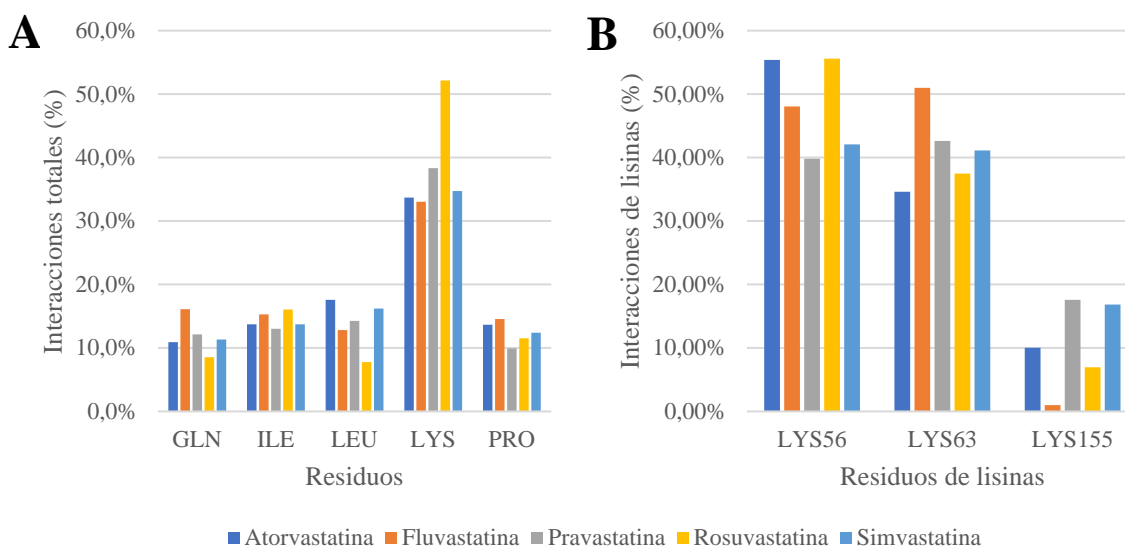 A
Interacciones totales (%)
60,0%
50,0%
40,0%
30,0%
20,0%
10,0%
0,0%
GLN ILE LEU LYS PRO
Residuos
B
Interacciones de lisinas (%)
60,00%
50,00%
40,00%
30,00%
20,00%
10,00%
0,00%
LYS56 LYS63 LYS155
Residuos de lisinas
Atorvastatina Fluvastatina Pravastatina Rosuvastatina Simvastatina